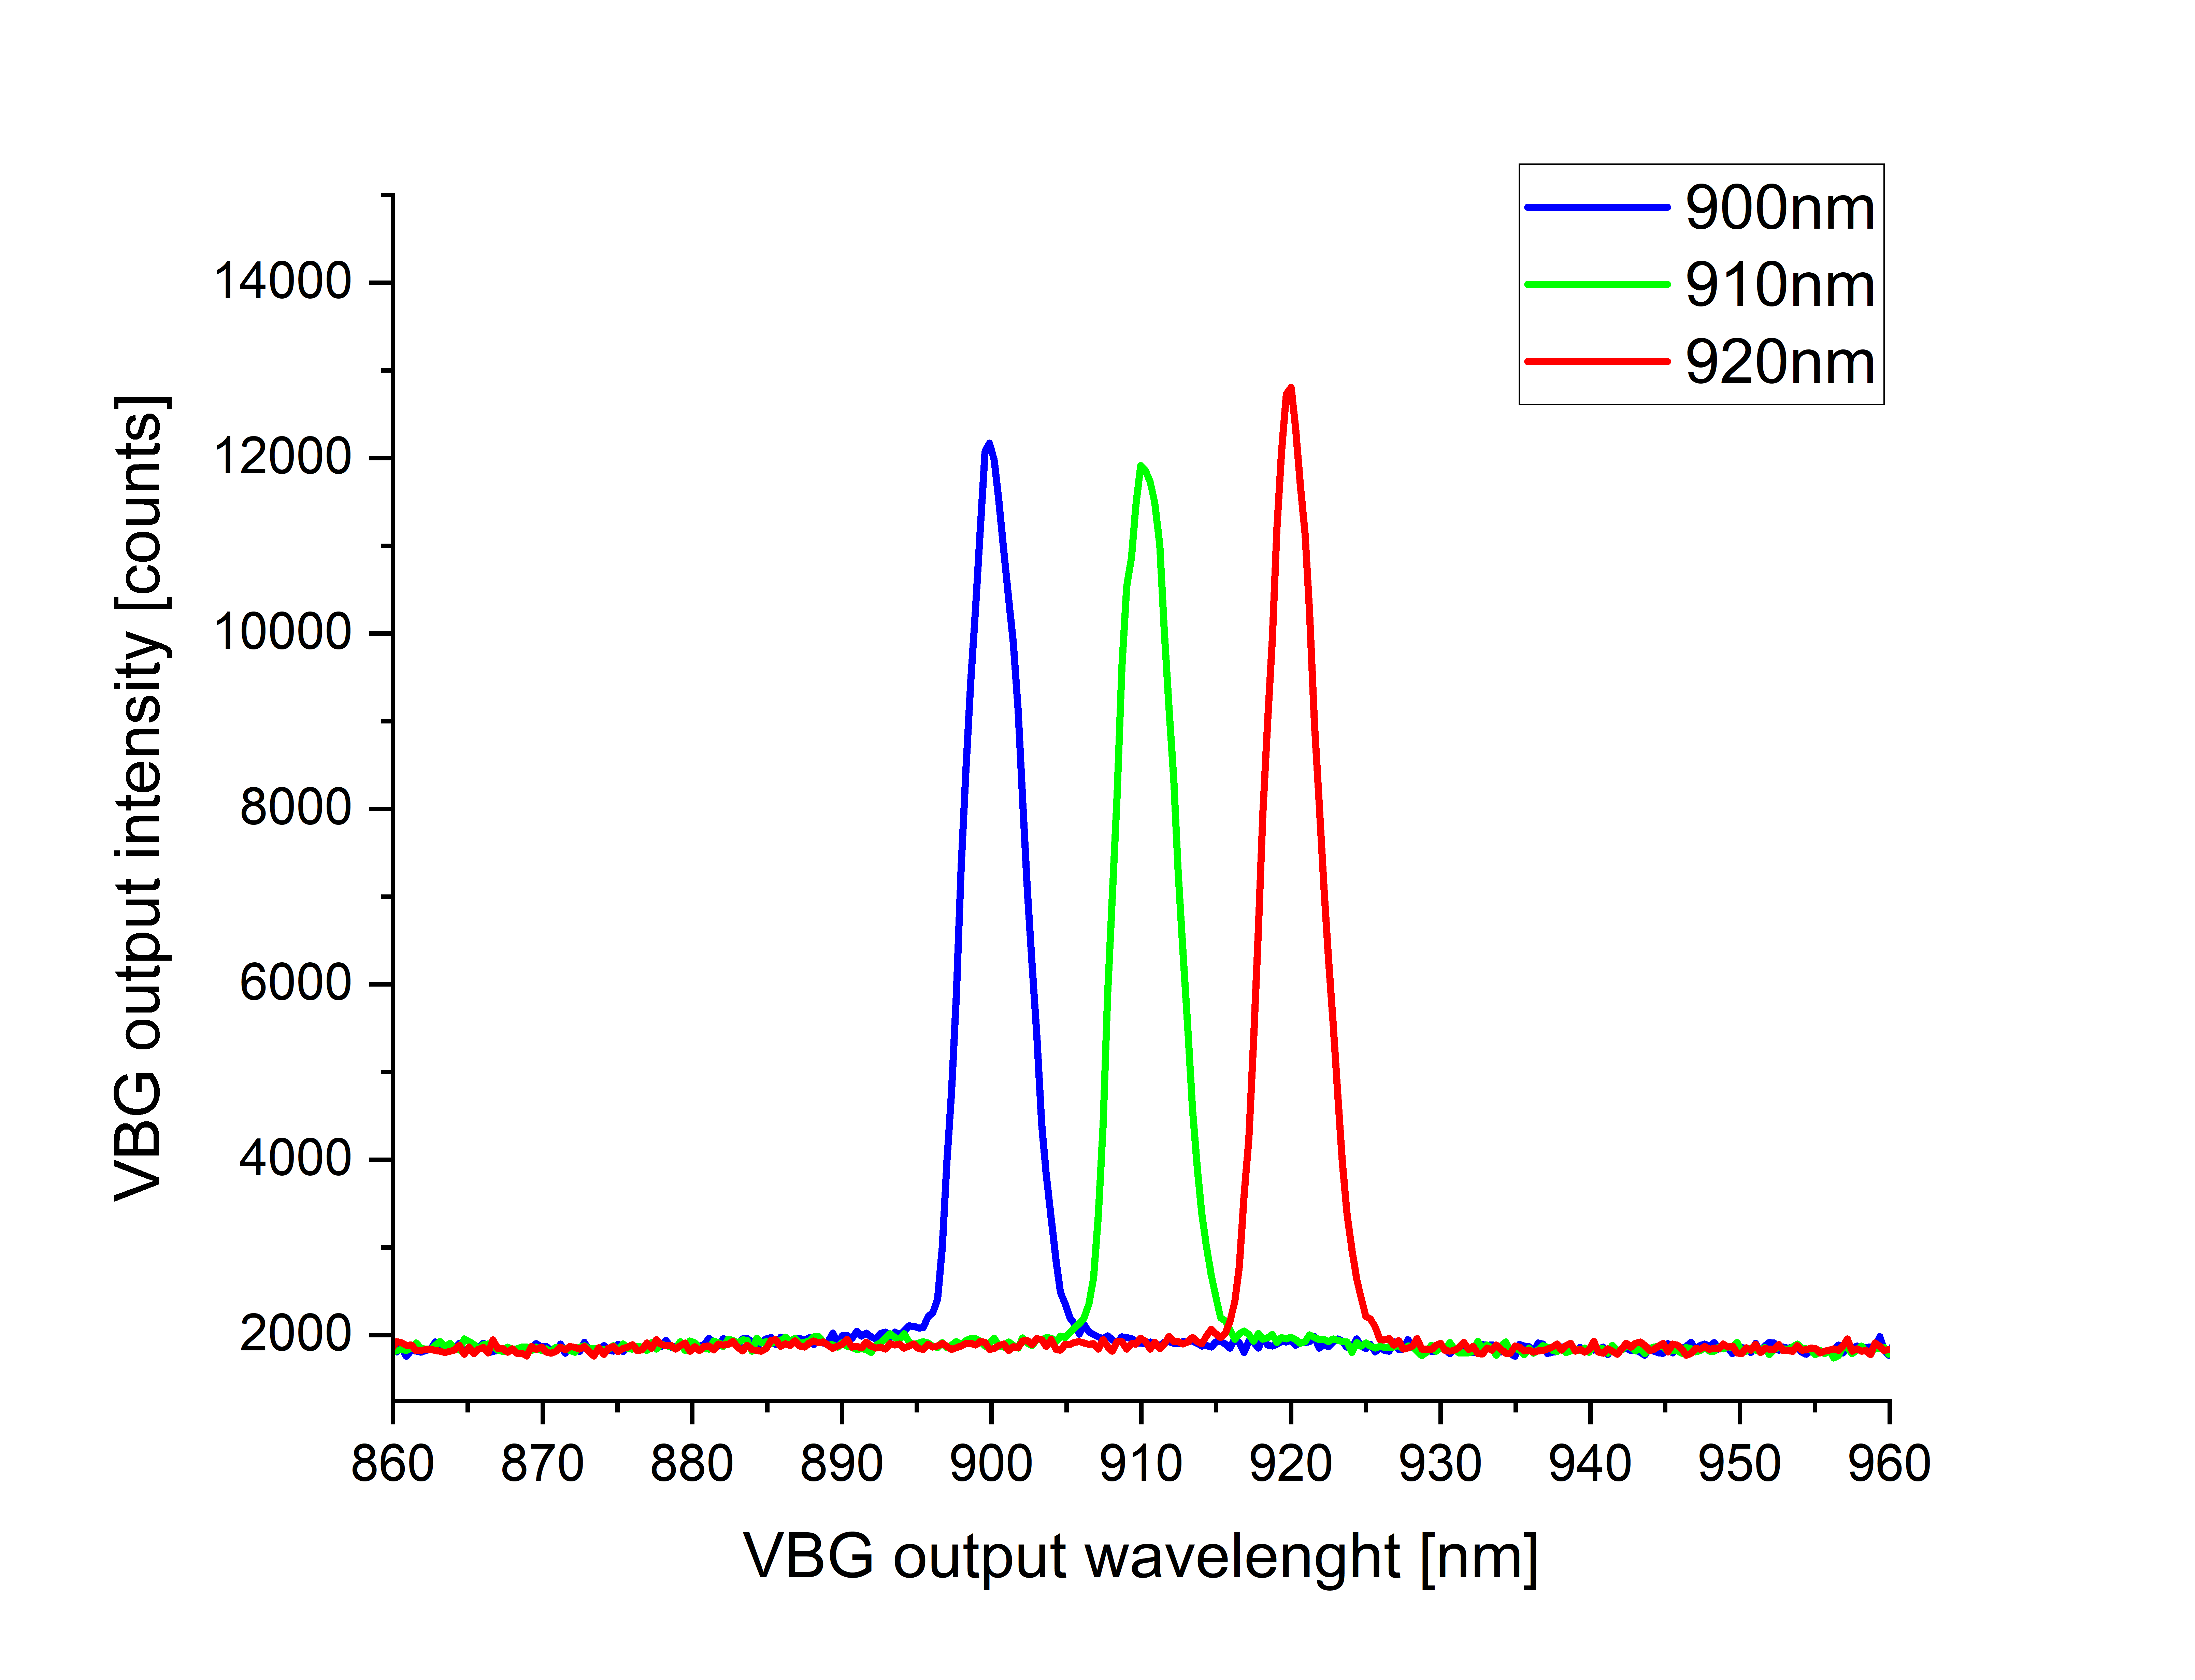 900nm
910nm
920nm
VBG output intensity [counts]
14000
12000
10000
8000
6000
4000
2000
860 870 880 890 900 910 920 930 940 950 960
VBG output wavelenght [nm]